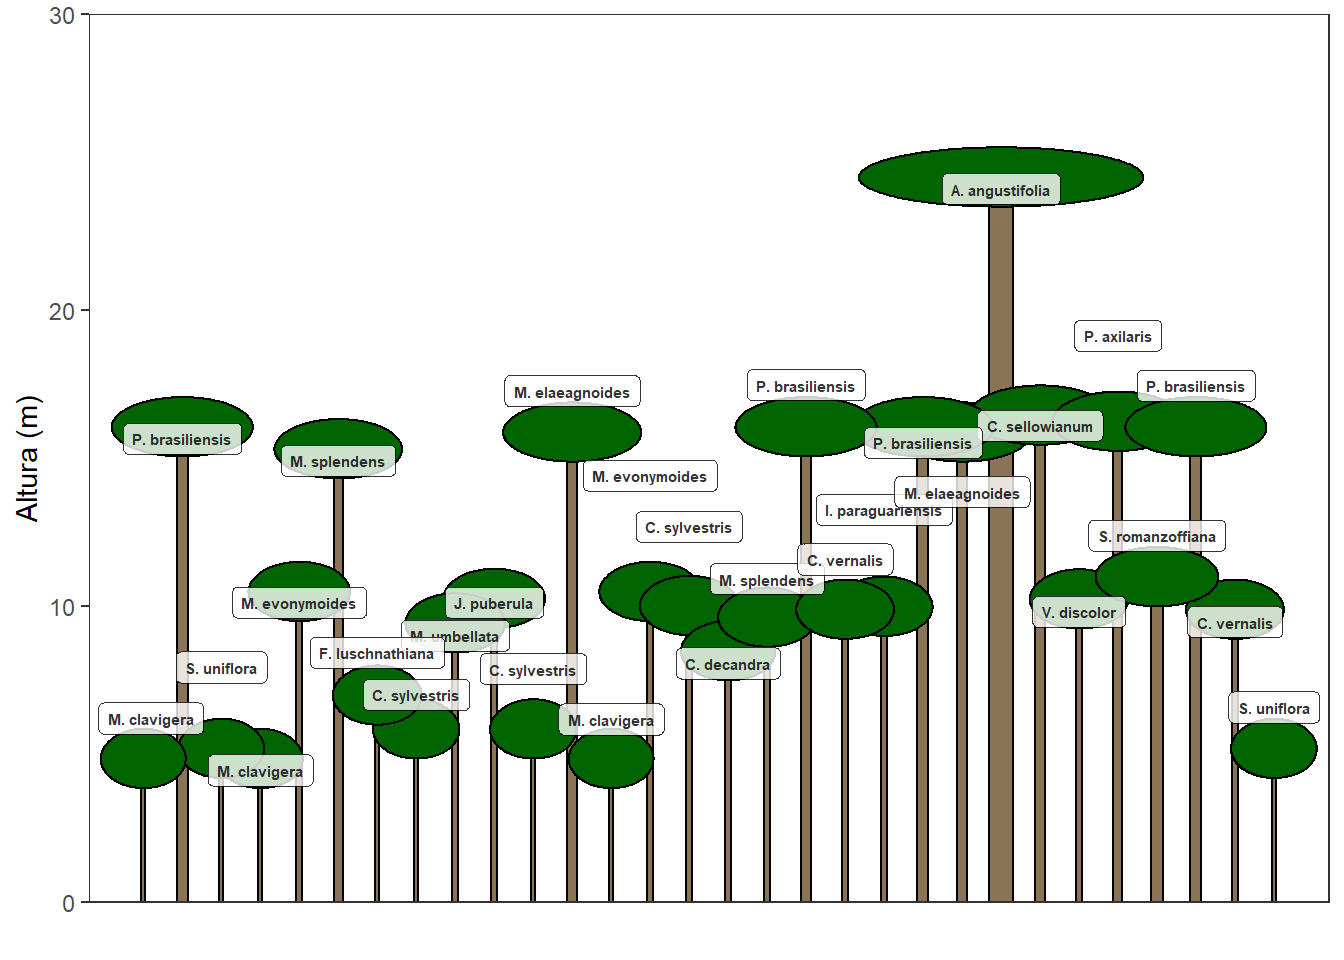 30
A. angustifolia
20
P. axilaris
P. brasiliensis
P. brasiliensis
M. elaeagnoides
C. sellowianum
P. brasiliensis
P. brasiliensis
M. splendens
M. evonymoides
M. elaeagnoides
I. paraguariensis
C. sylvestris
S. romanzoffiana
C. vernalis
M. splendens
10
M. evonymoides
J. puberula
V. discolor
C. vernalis
M. umbellata
F. luschnathiana
C. decandra
S. uniflora
C. sylvestris
C. sylvestris
S. uniflora
M. clavigera
M. clavigera
M. clavigera
0
Altura (m)